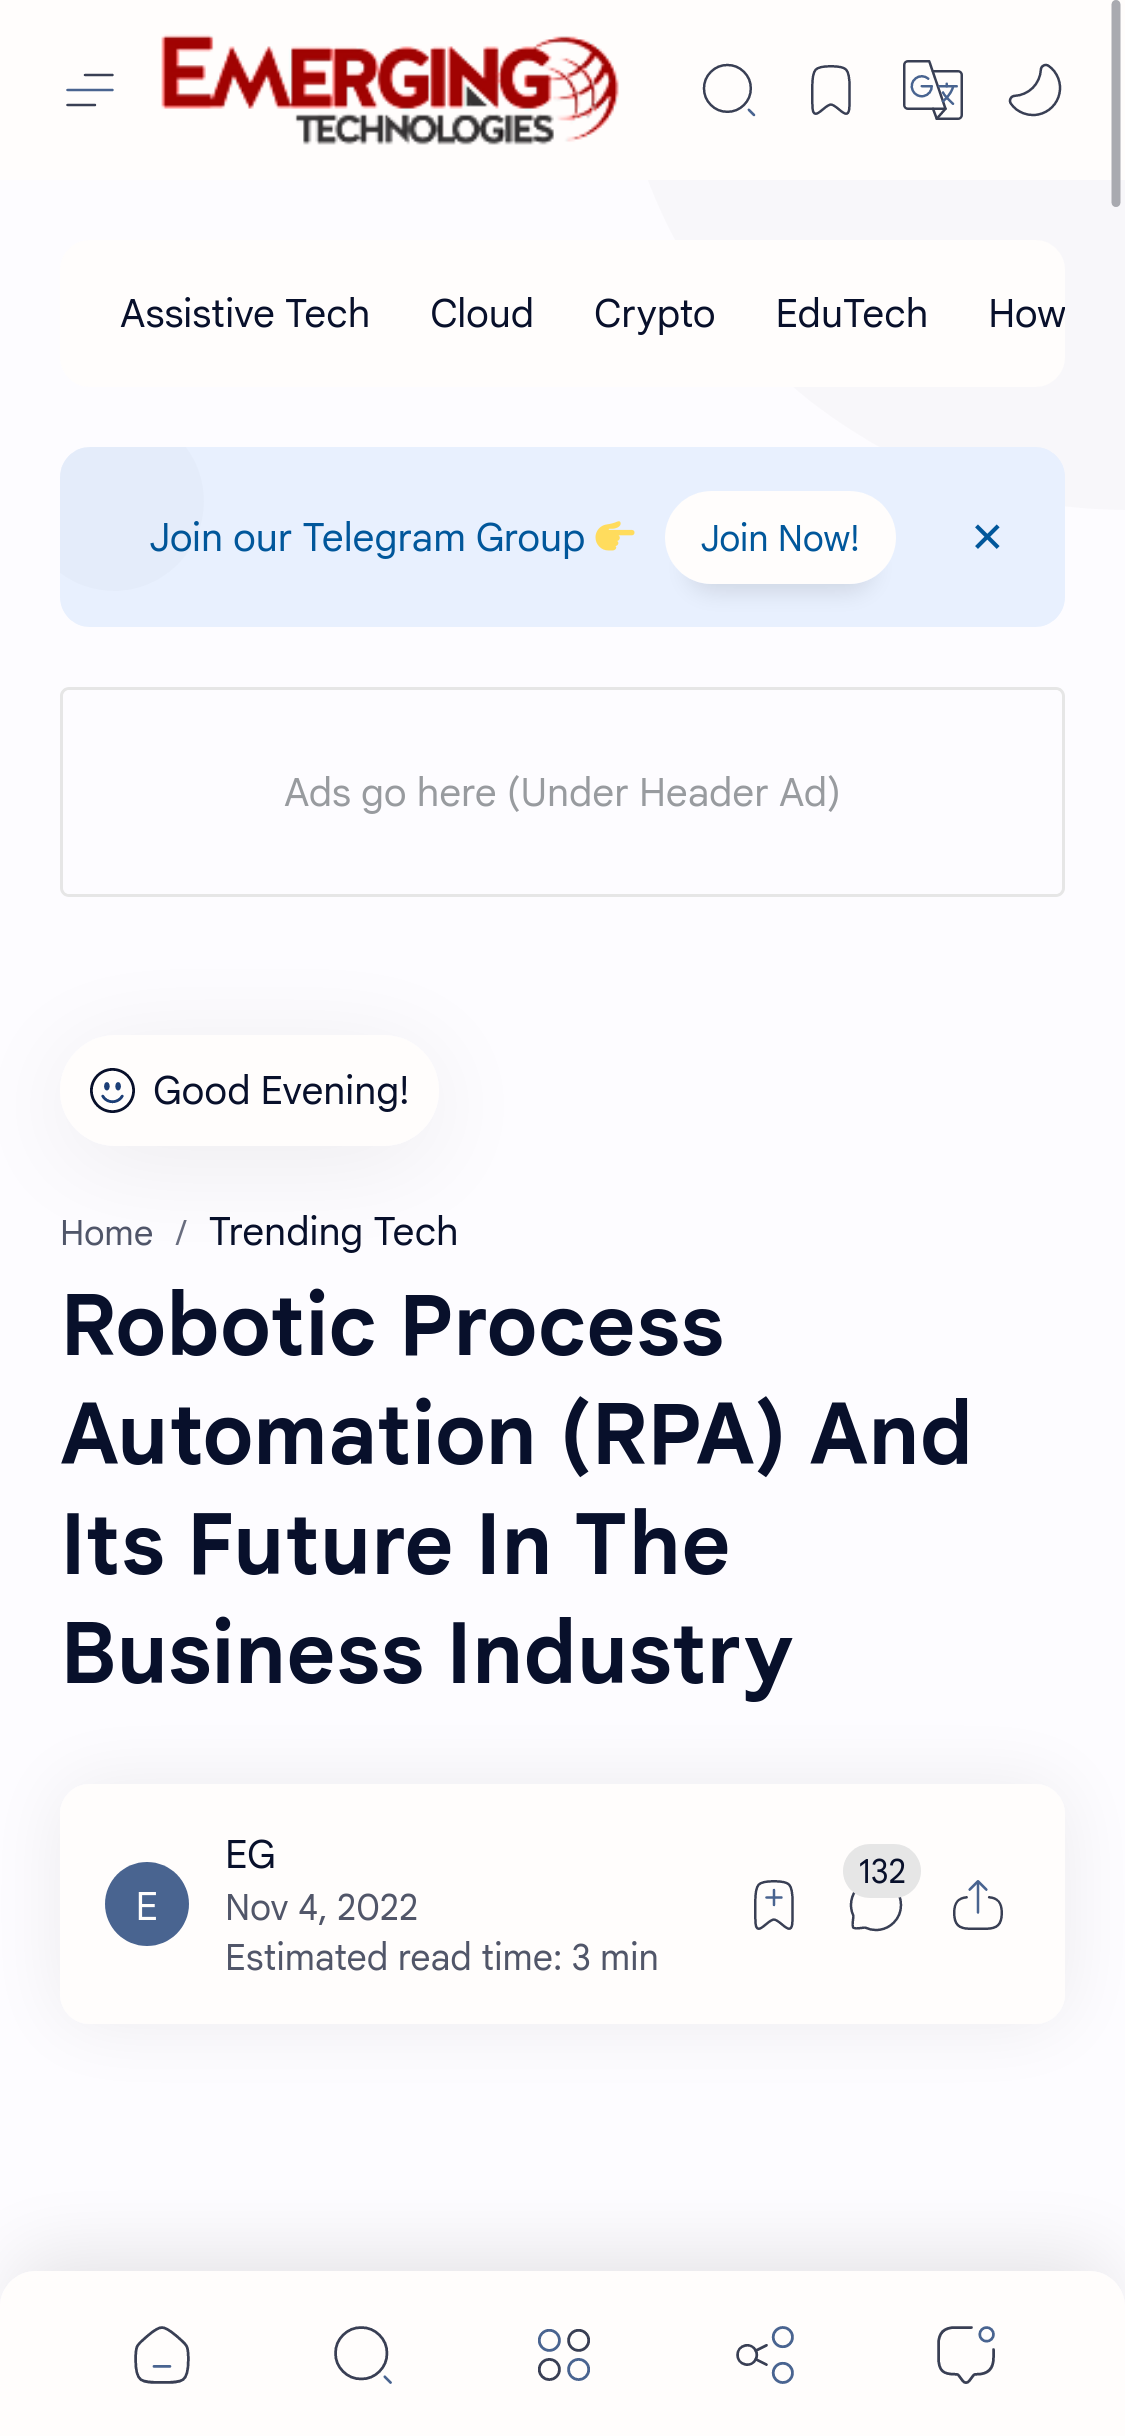 EMERGING
TECHNOLOGIES
Assistive Tech Cloud Crypto EduTech How
Join our Telegram Group 👉 Join Now! ✕
Ads go here (Under Header Ad)
Good Evening!
Home / Trending Tech
Robotic Process
Automation (RPA) And
Its Future In The
Business Industry
E
EG
Nov 4, 2022
Estimated read time: 3 min
132